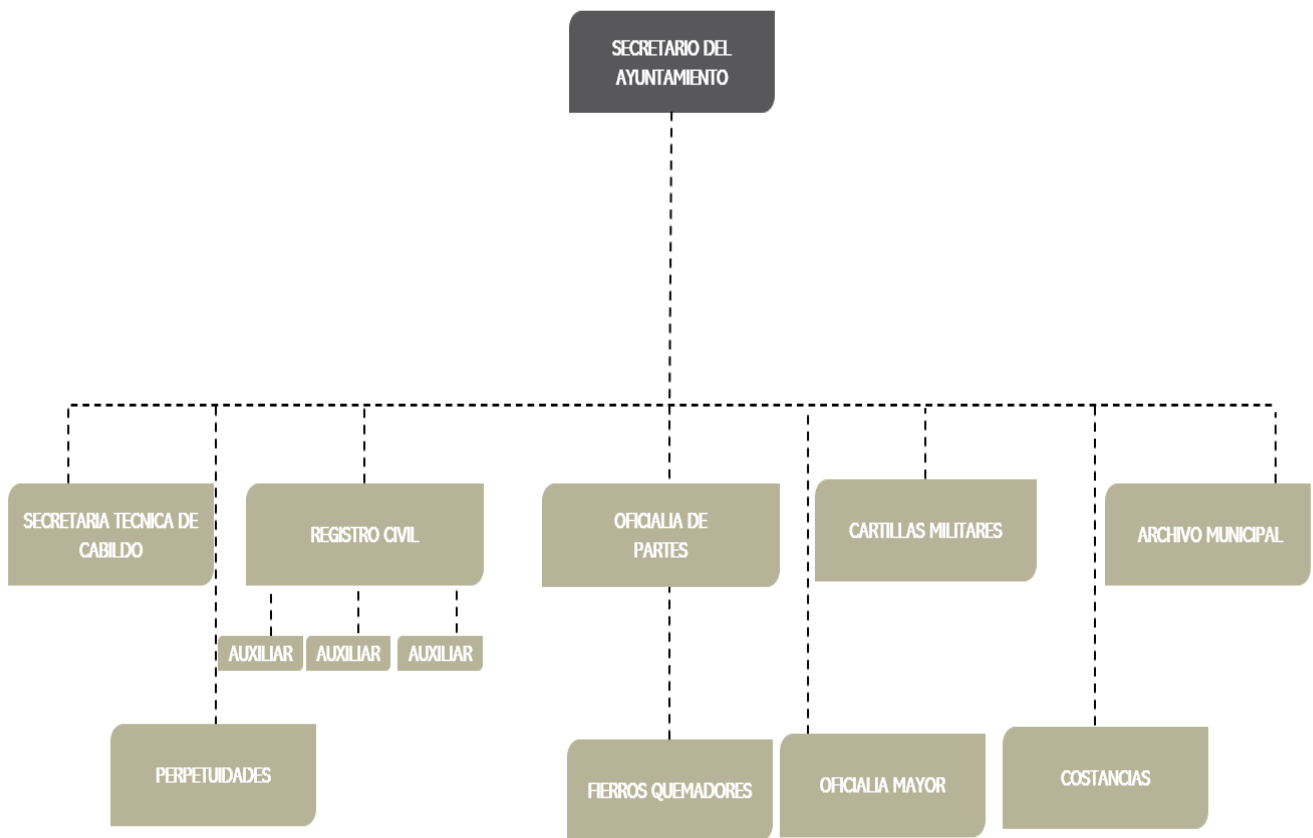 SECRETARIO DEL
AYUNTAMIENTO
SECRETARIA TECNICA DE
CABILDO
REGISTRO CIVIL
OFICIALIA DE
PARTES
CARTILLAS MILITARES
ARCHIVO MUNICIPAL
AUXILIAR
AUXILIAR
AUXILIAR
PERPETUIDADES
FIERROS QUEMADORES
OFICIALIA MAYOR
COSTANCIAS